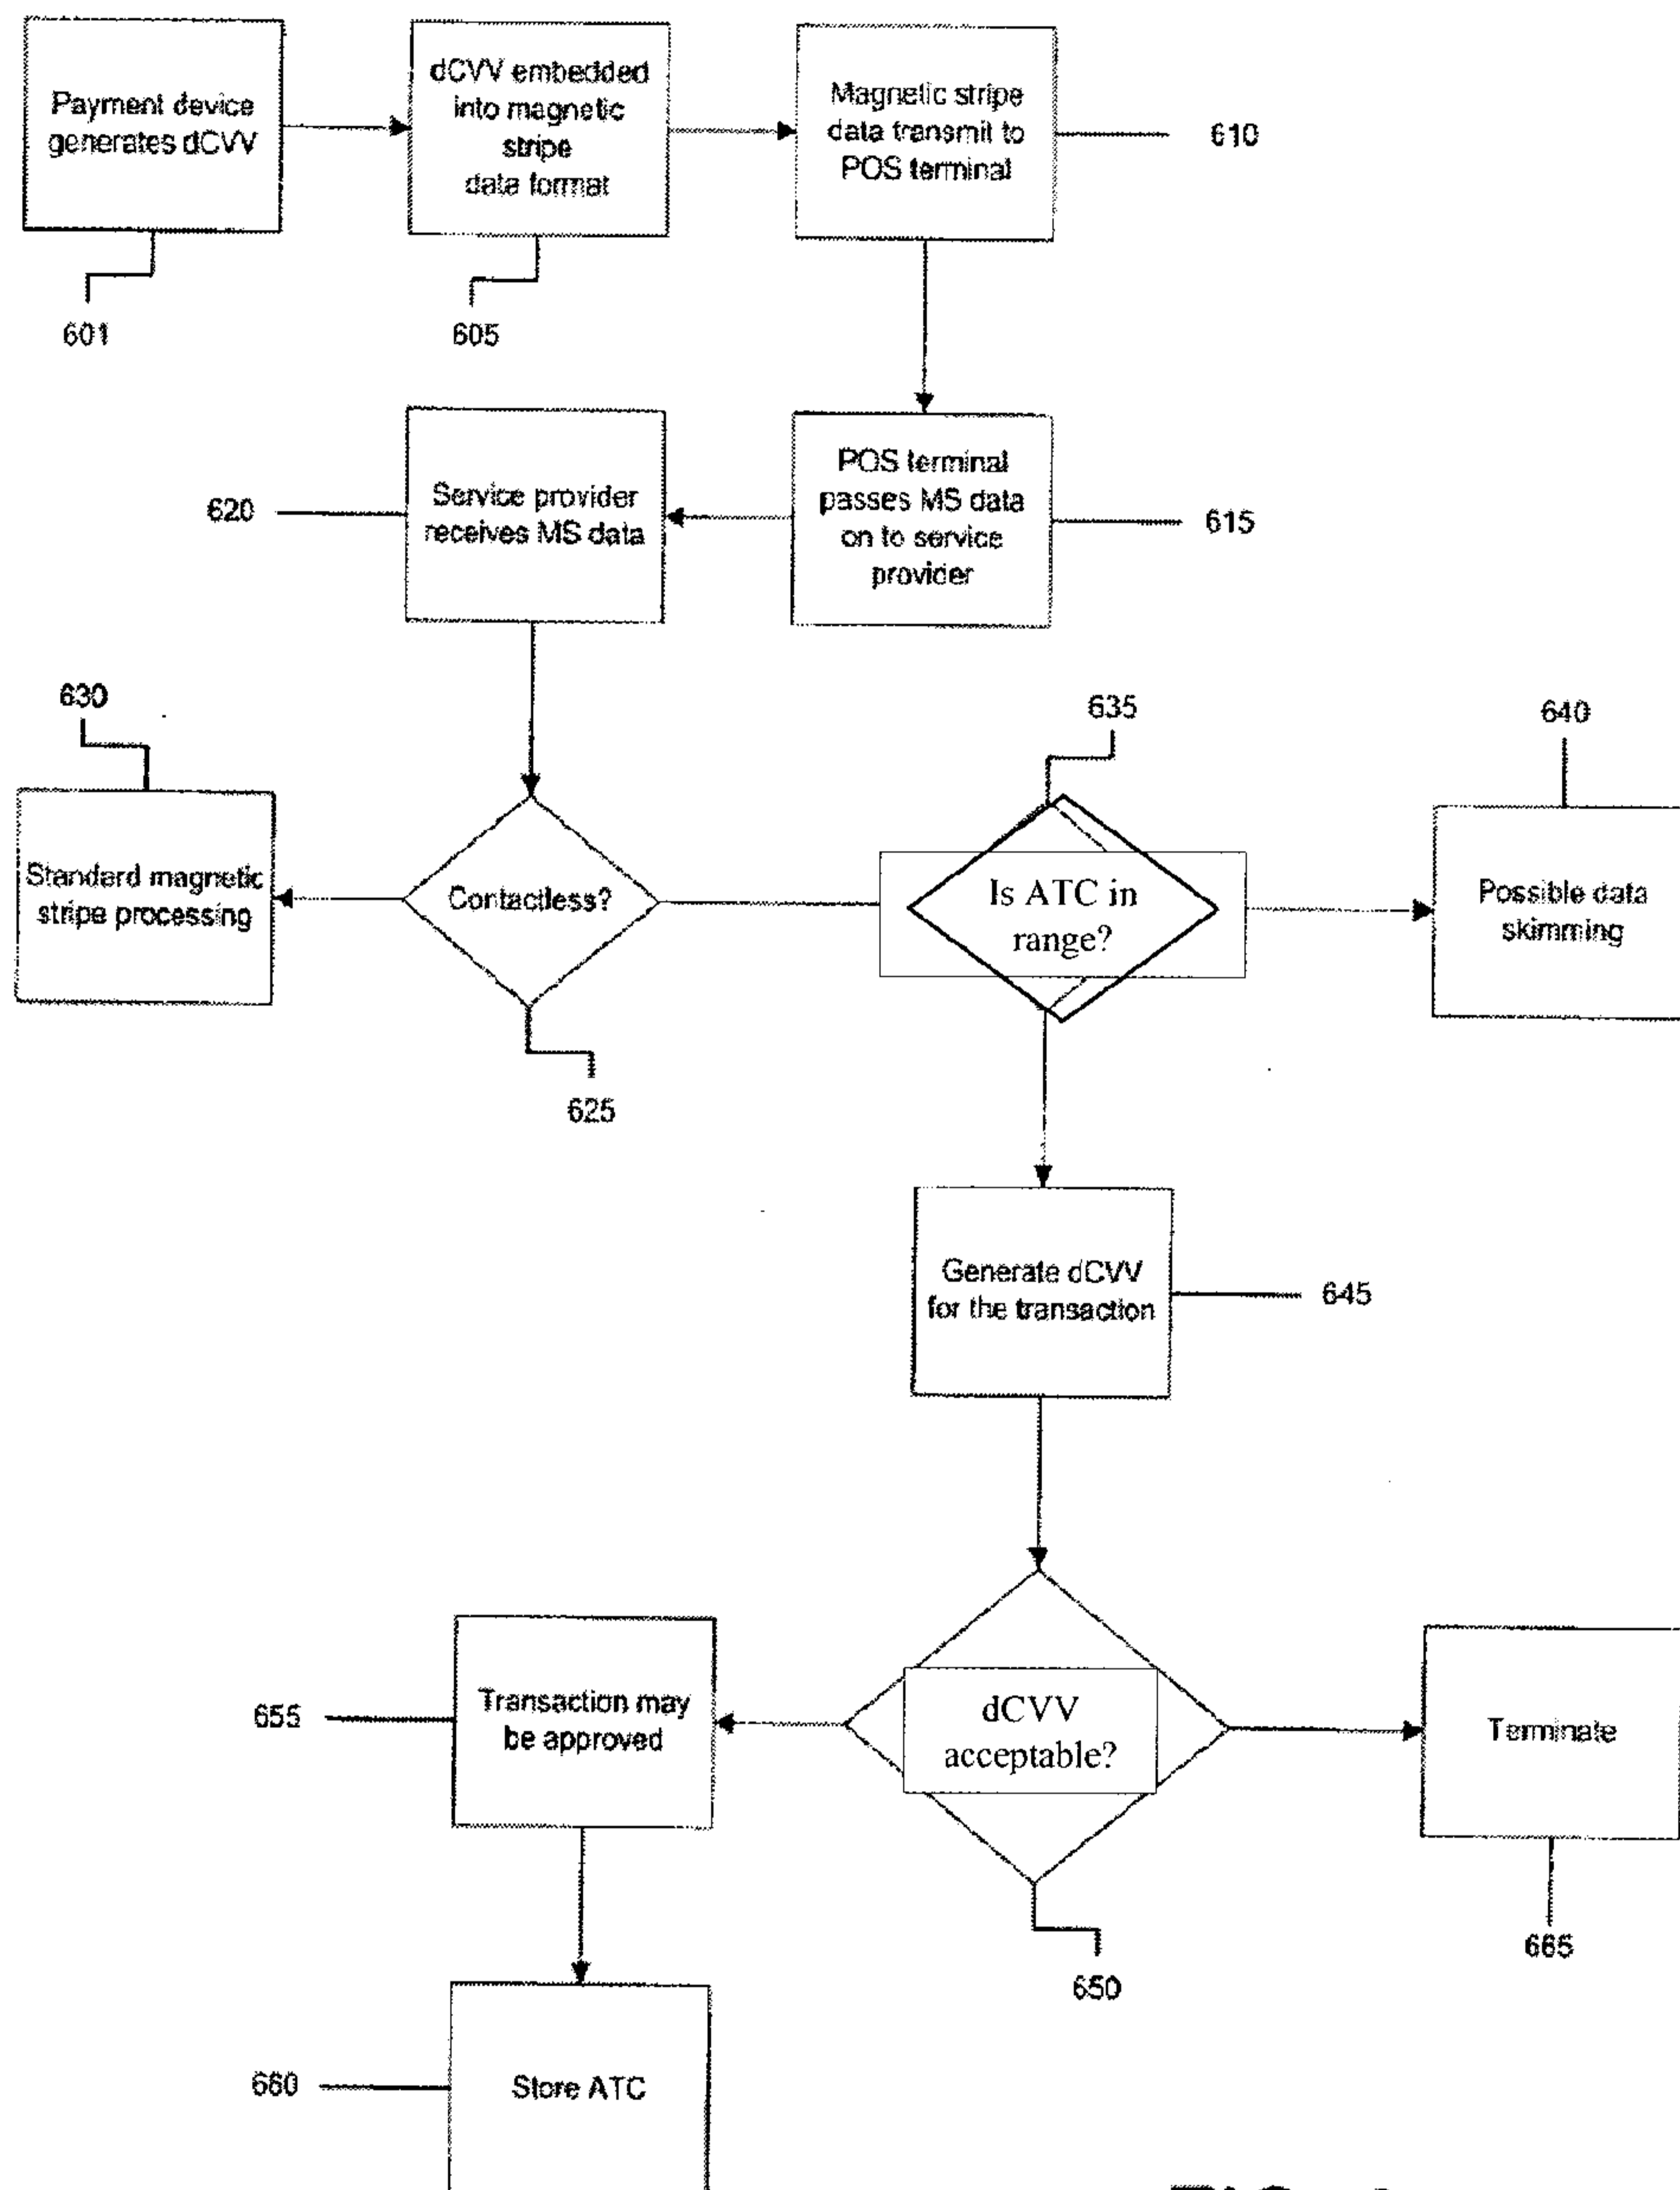 Payment device
generates dCVV
dCVV embedded
into magnetic
stripe
data format
Magnetic stripe
data transmit to
POS terminal
610
601
605
Service provider
receives MS data
620
POS terminal
passes MS data
on to service
provider
615
630
635
640
Standard magnetic
stripe processing
Contactless?
Is ATC in
range?
Possible data
skimming
625
Generate dCVV
for the transaction
645
655
Transaction may
be approved
dCVV
acceptable?
Terminate
665
650
660
Store ATC